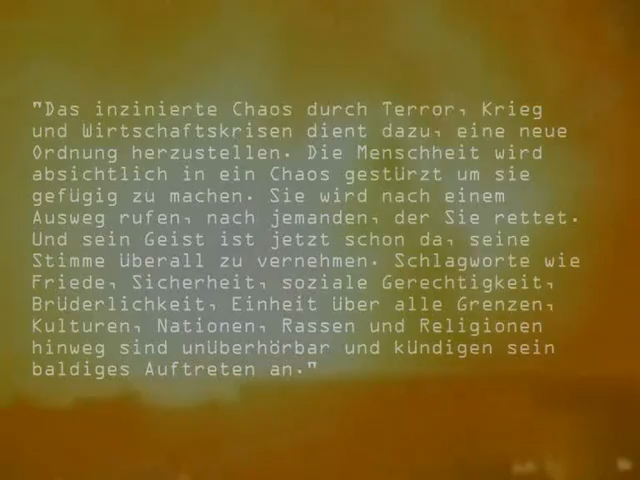 "Das inzinierte Chaos durch Terror, Krieg
und Wirtschaftskrisen dient dazu, eine neue
Ordnung herzustellen. Die Menschheit wird
absichtlich in ein Chaos gestürzt um sie
gefügig zu machen. Sie wird nach einem
Ausweg rufen, nach jemanden, der Sie rettet.
Und sein Geist ist jetzt schon da, seine
Stimme überall zu vernehmen. Schlagworte wie
Friede, Sicherheit, soziale Gerechtigkeit,
Brüderlichkeit, Einheit über alle Grenzen,
Kulturen, Nationen, Rassen und Religionen
hinweg sind unüberhörbar und kündigen sein
baldiges Auftreten an."